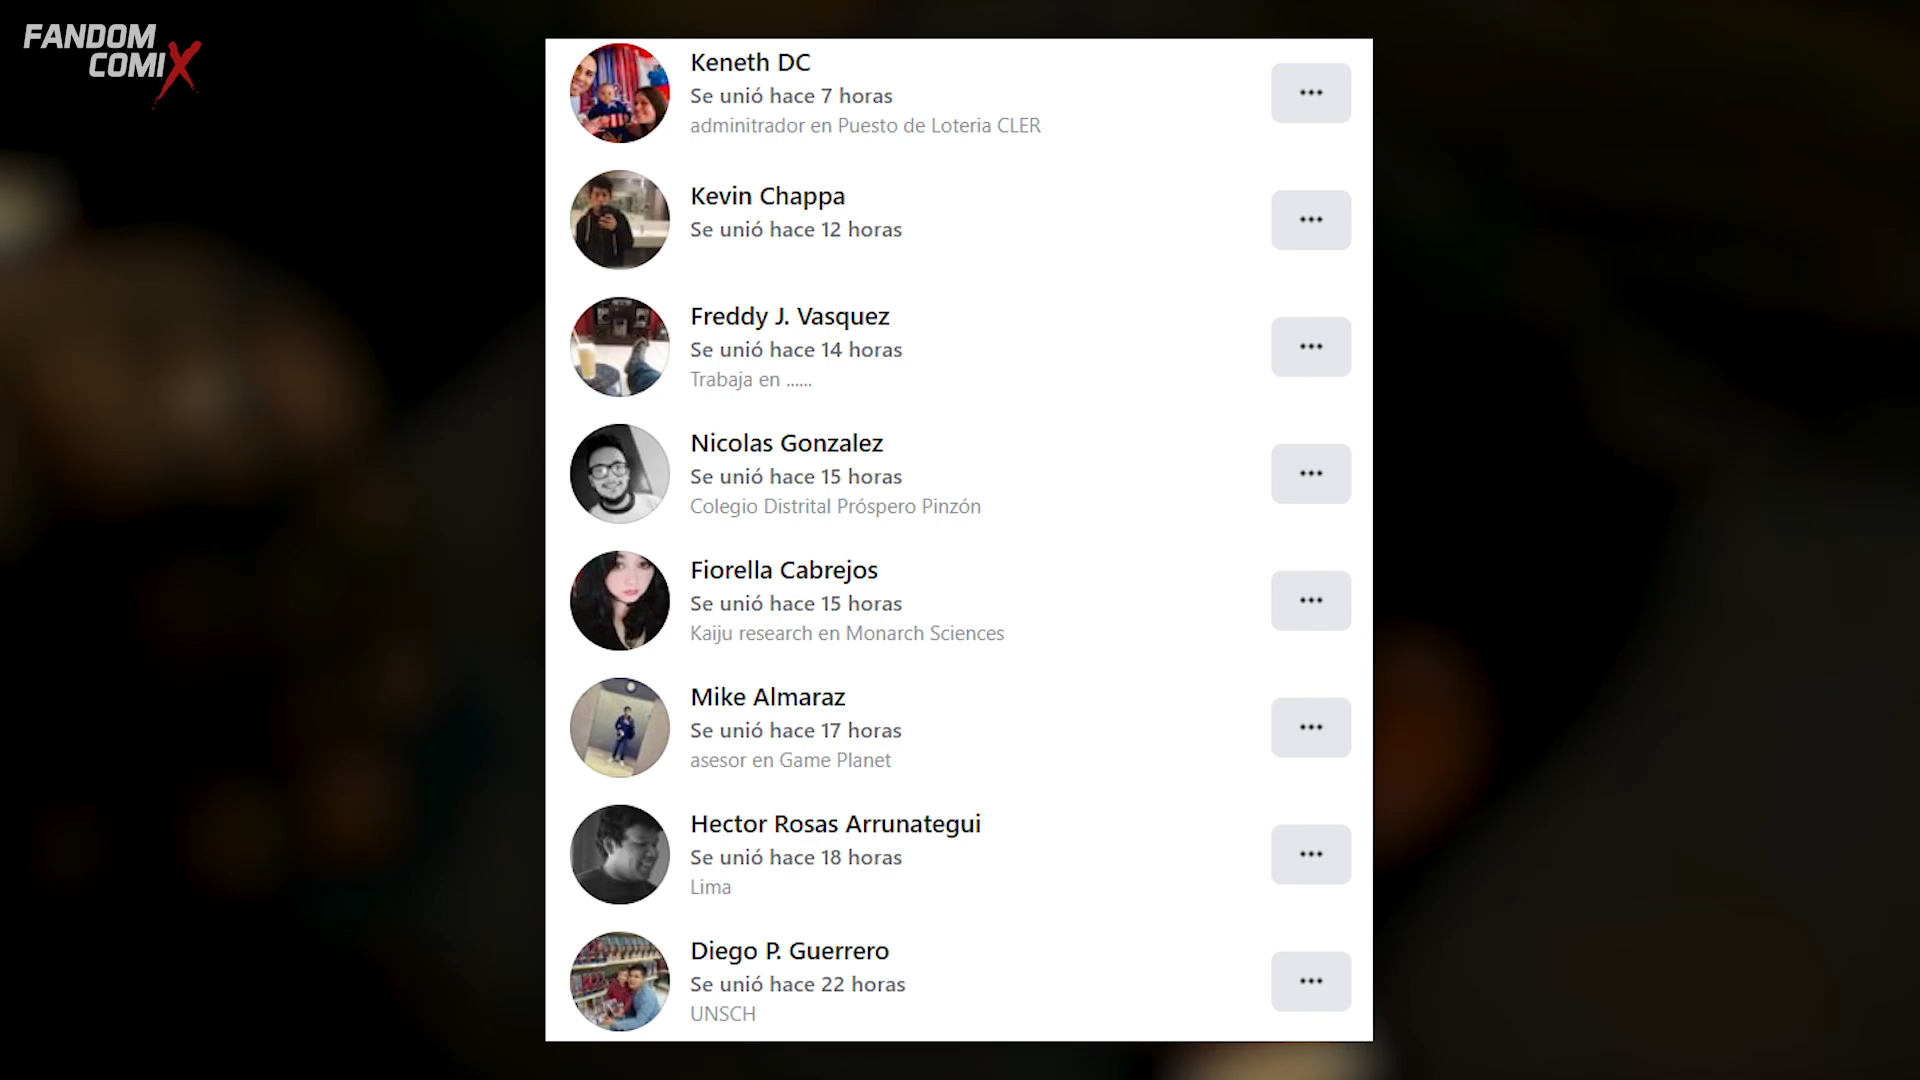 FANDOM
COMIX
Keneth DC
Se unió hace 7 horas
adminitrador en Puesto de Loteria CLER
Kevin Chappa
Se unió hace 12 horas
Freddy J. Vasquez
Se unió hace 14 horas
Trabaja en ......
Nicolas Gonzalez
Se unió hace 15 horas
Colegio Distrital Próspero Pinzón
Fiorella Cabrejos
Se unió hace 15 horas
Kaiju research en Monarch Sciences
Mike Almaraz
Se unió hace 17 horas
asesor en Game Planet
Hector Rosas Arrunategui
Se unió hace 18 horas
Lima
Diego P. Guerrero
Se unió hace 22 horas
UNSCH